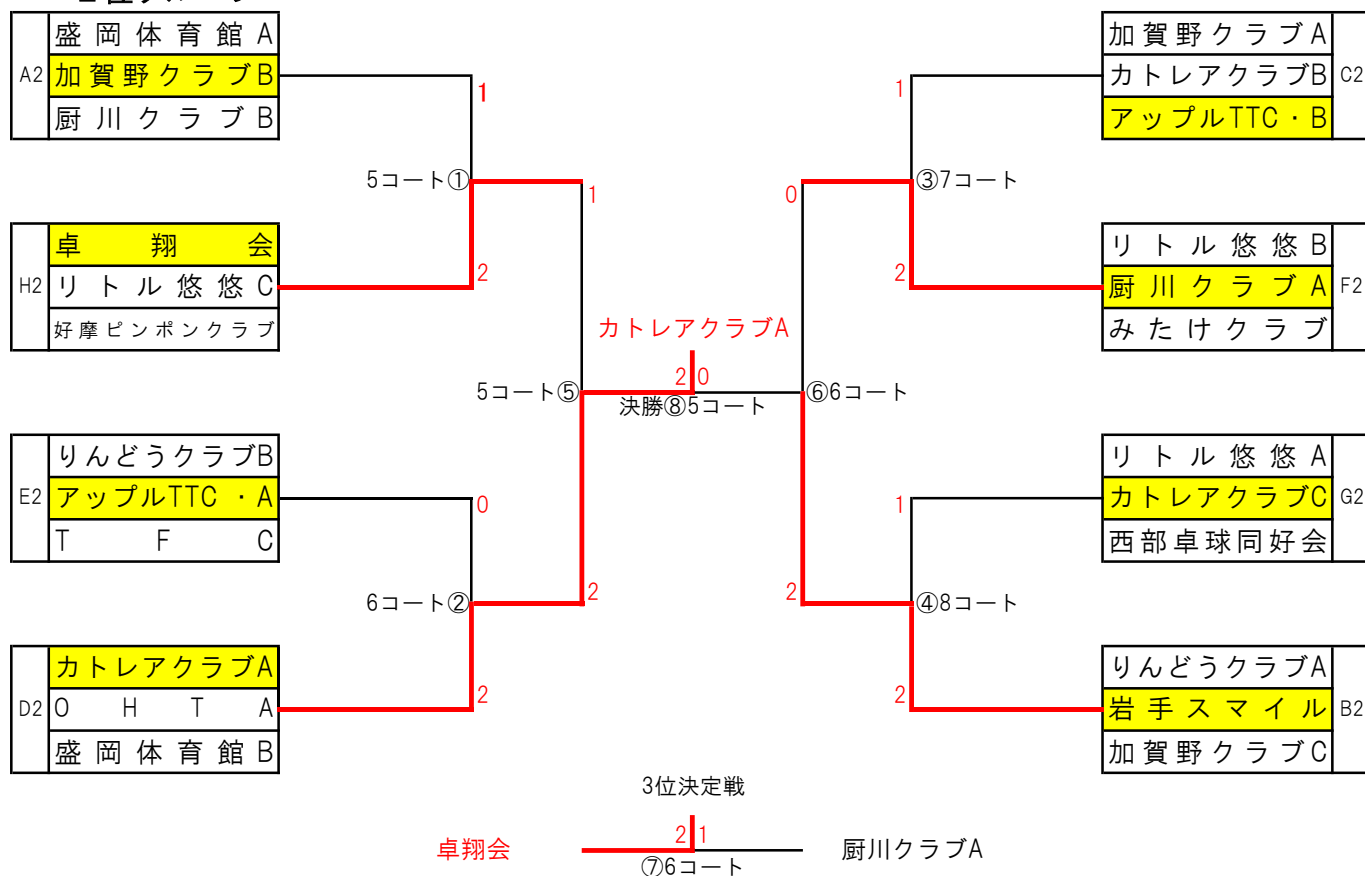 盛岡体育館A
A2
加賀野クラブB
厨川クラブB
1
5コート①
1
卓翔会
H2
リトル悠悠C
好摩ピンポンクラブ
2
りんどうクラブB
E2
アップルTTC・A
TFC
0
6コート②
2
カトレアクラブA
D2
OHTA
盛岡体育館B
2
5コート⑤
カトレアクラブA
2 0
決勝⑧5コート
⑥6コート
加賀野クラブA
カトレアクラブB
C2
アップルTTC・B
1
0
③7コート
リトル悠悠B
厨川クラブA
F2
みたけクラブ
2
リトル悠悠A
カトレアクラブC
G2
西部卓球同好会
1
2
④8コート
りんどうクラブA
岩手スマイル
B2
加賀野クラブC
2
3位決定戦
卓翔会
2 1
厨川クラブA
⑦6コート